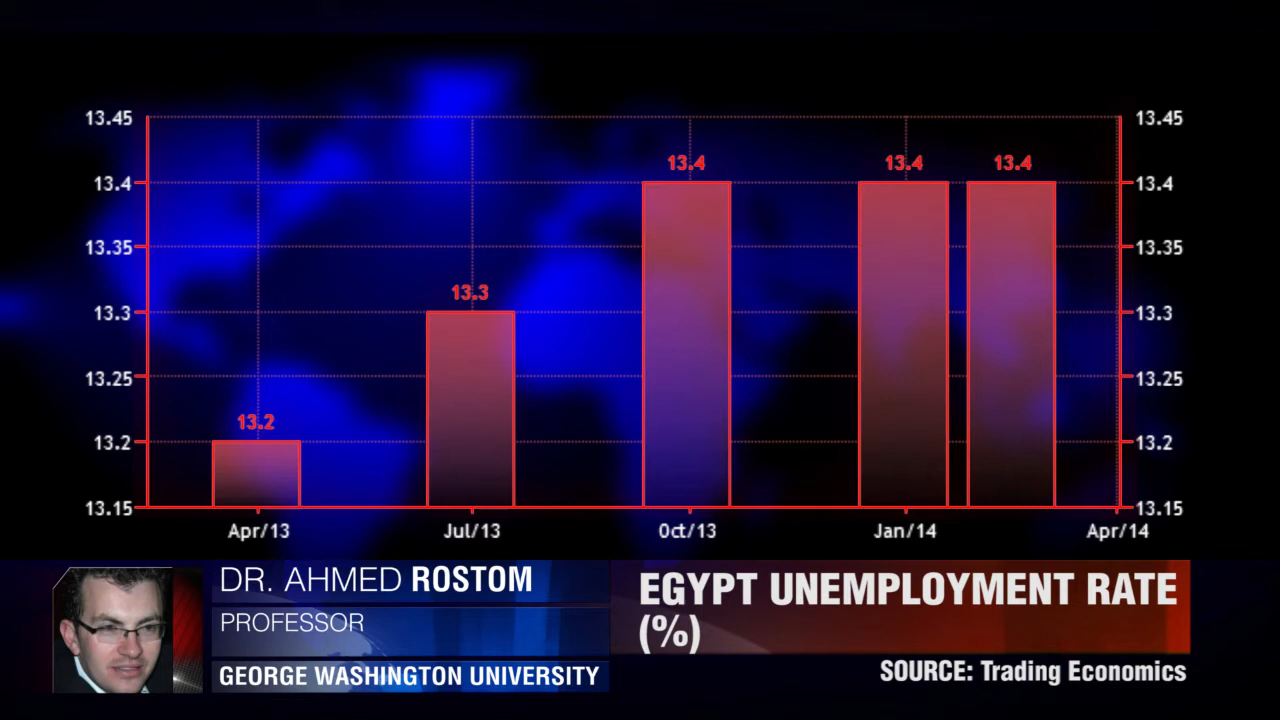 13.45 13.45
13.4 13.4 13.4
13.4 13.4
13.35 13.35
13.3
13.3 13.3
13.25 13.25
13.2
13.2 13.2
13.15 13.15
Apr/13 Jul/13 Oct/13 Jan/14 Apr/14
DR. AHMED ROSTOM
PROFESSOR
GEORGE WASHINGTON UNIVERSITY
EGYPT UNEMPLOYMENT RATE
(%)
SOURCE: Trading Economics